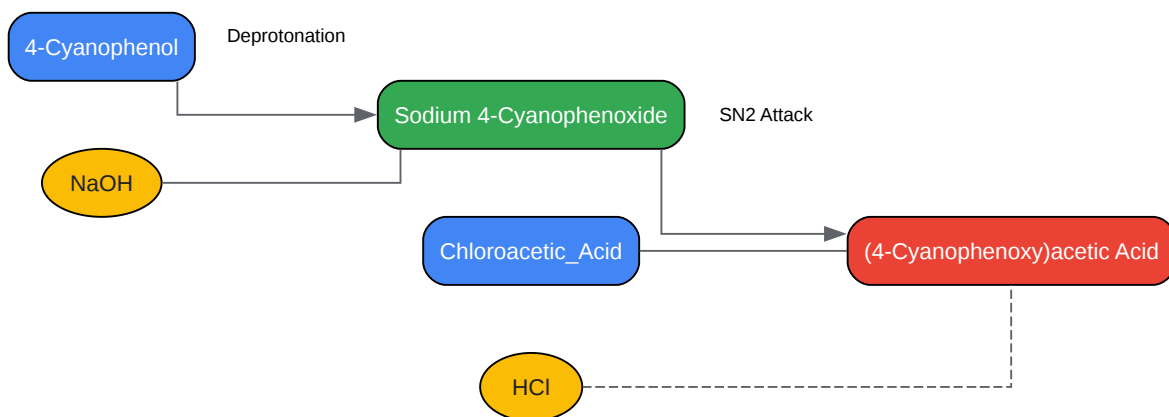 4-Cyanophenol
Deprotonation
Sodium 4-Cyanophenoxide
SN2 Attack
NaOH
Chloroacetic_Acid
(4-Cyanophenoxy)acetic Acid
HCl